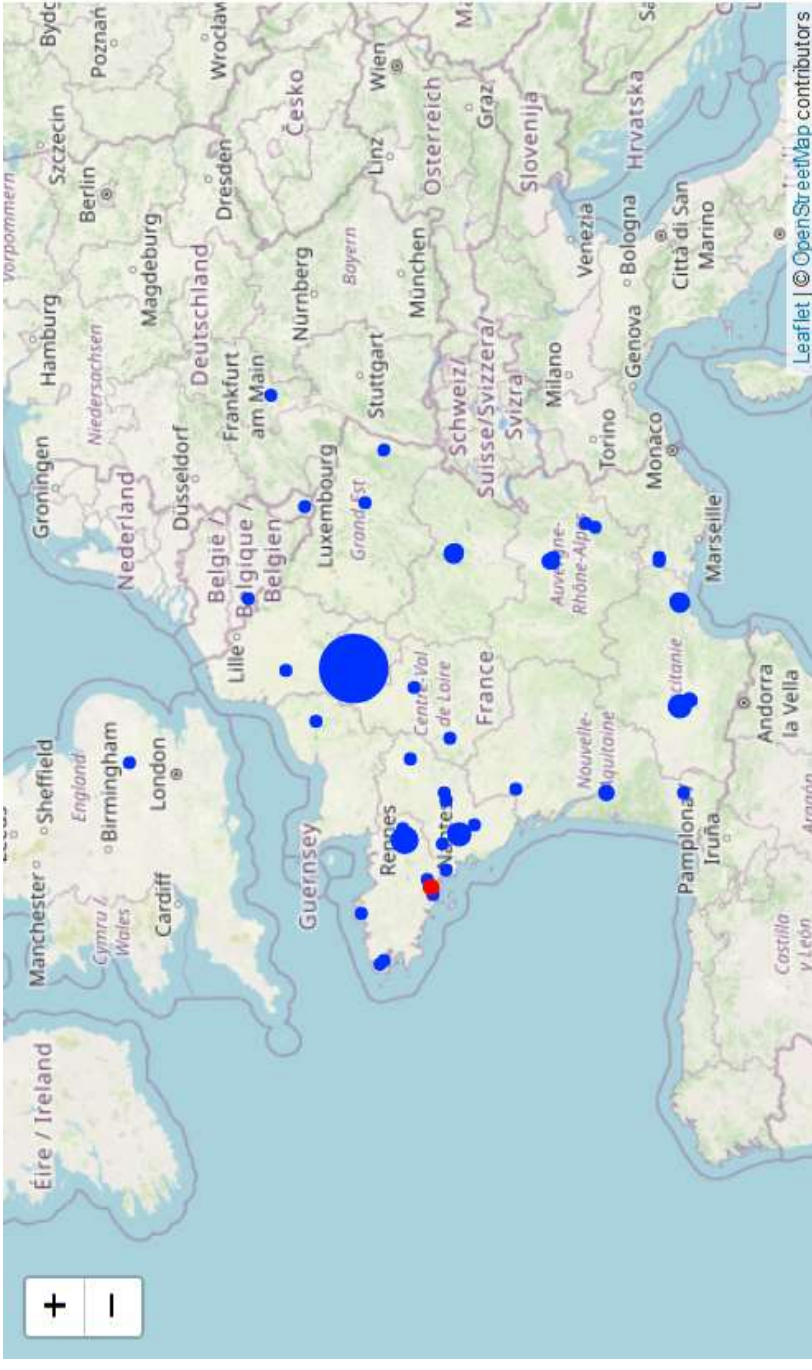 +
−
Éire / Ireland
Manchester
Sheffield
Cymru /
Wales
England
Birmingham
Cardiff
London
Guernsey
Groningen
Hamburg
Szczecin
Vorpommern
Poznań
Nederland
Niedersachsen
Berlin
Magdeburg
Düsseldorf
Deutschland
Dresden
Wrocław
België /
Belgique /
Belgien
Lille
Frankfurt
am Main
Luxembourg
Česko
Nürnberg
Grand Est
Stuttgart
Bayern
Linz
Wien
München
Österreich
Graz
Rennes
Centre-Val
de Loire
Nantes
France
Schweiz/
Suisse/Svizzera/
Svizra
Slovenija
Hrvatska
Auvergne-
Rhône-Alpes
Milano
Venezia
Torino
Genova
Bologna
Nouvelle-
Aquitaine
Monaco
Città di San
Marino
Marseille
Pamplona
Iruña
Andorra
la Vella
Castilla
y León
Leaflet | © OpenStreetMap contributors